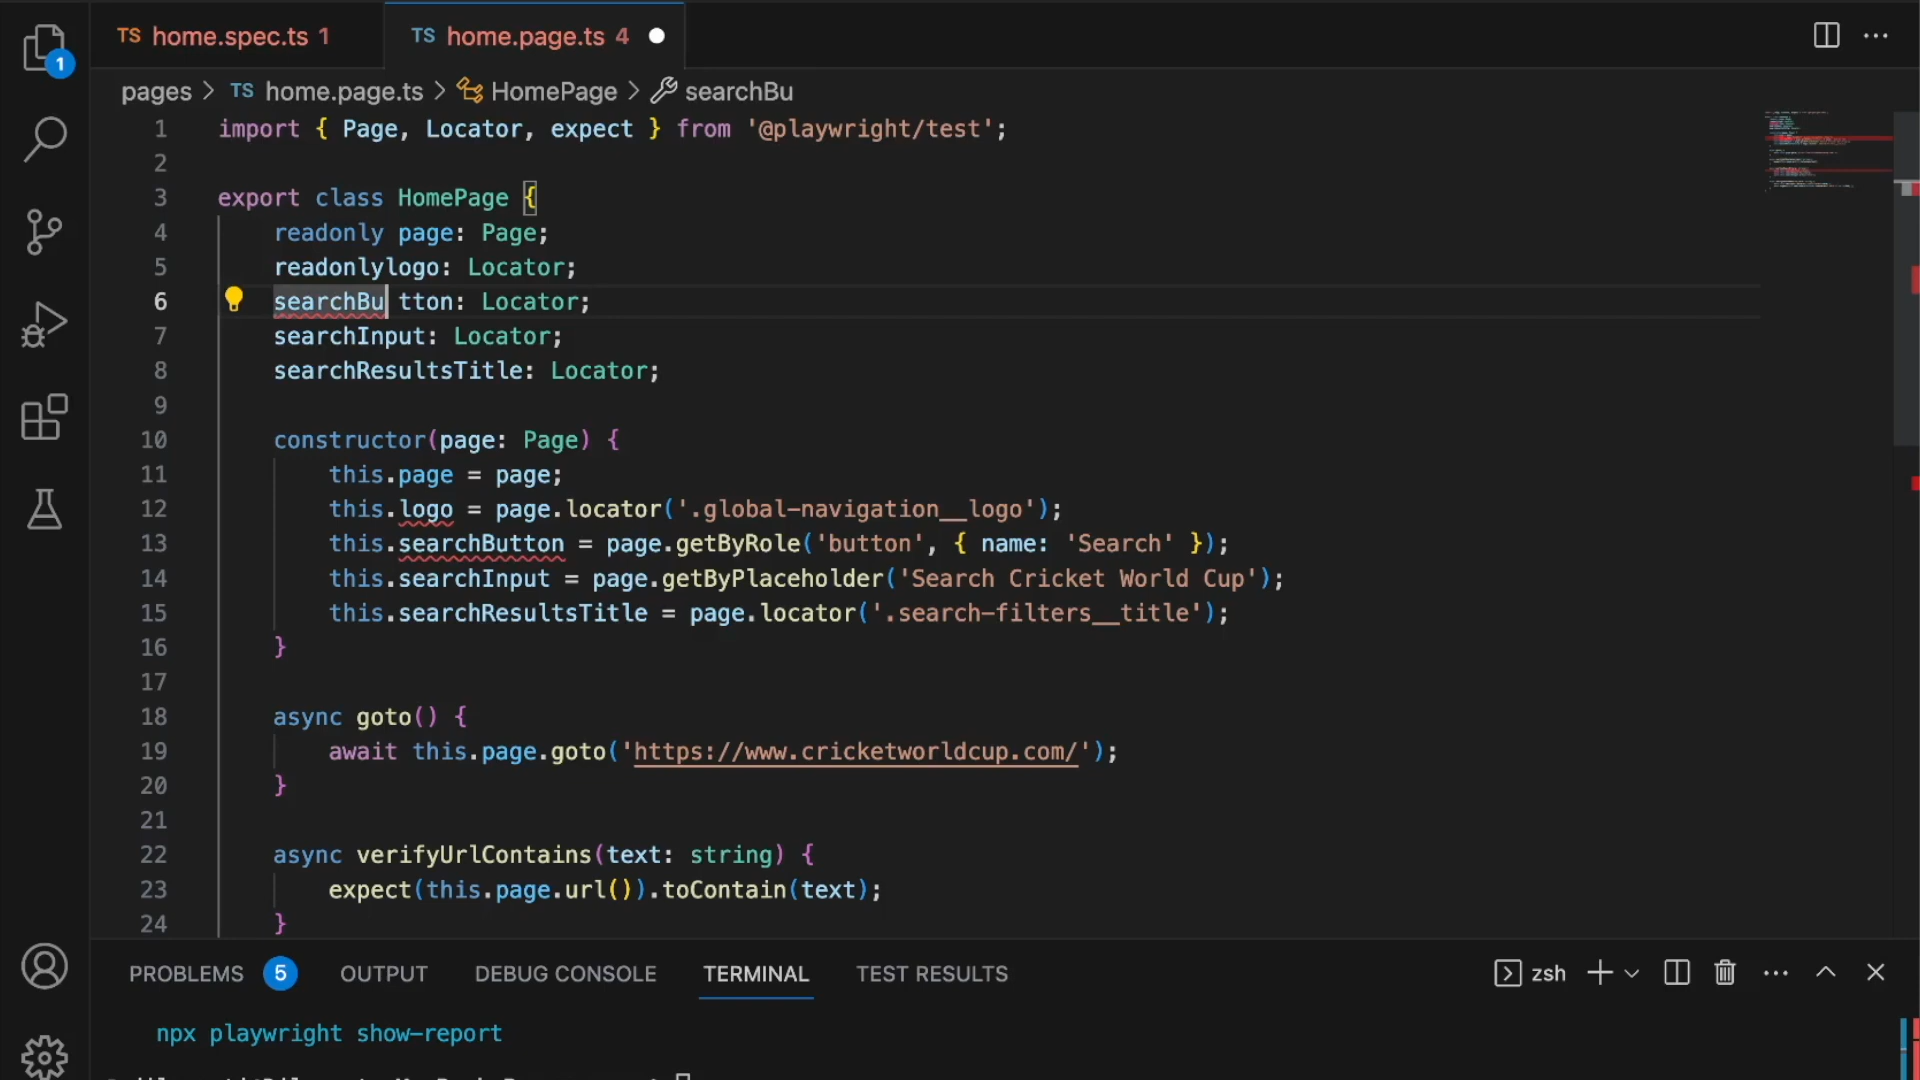 TS home.spec.ts 1
TS home.page.ts 4
1
pages > TS home.page.ts > HomePage > searchBu
1 import { Page, Locator, expect } from '@playwright/test';
2
3 export class HomePage {
4 readonly page: Page;
5 readonlylogo: Locator;
6 searchBu tton: Locator;
7 searchInput: Locator;
8 searchResultsTitle: Locator;
9
10 constructor(page: Page) {
11 this.page = page;
12 this.logo = page.locator('.global-navigation__logo');
13 this.searchButton = page.getByRole('button', { name: 'Search' });
14 this.searchInput = page.getByPlaceholder('Search Cricket World Cup');
15 this.searchResultsTitle = page.locator('.search-filters__title');
16 }
17
18 async goto() {
19 await this.page.goto('https://www.cricketworldcup.com/');
20 }
21
22 async verifyUrlContains(text: string) {
23 expect(this.page.url()).toContain(text);
24 }
PROBLEMS 5 OUTPUT DEBUG CONSOLE TERMINAL TEST RESULTS zsh
npx playwright show-report